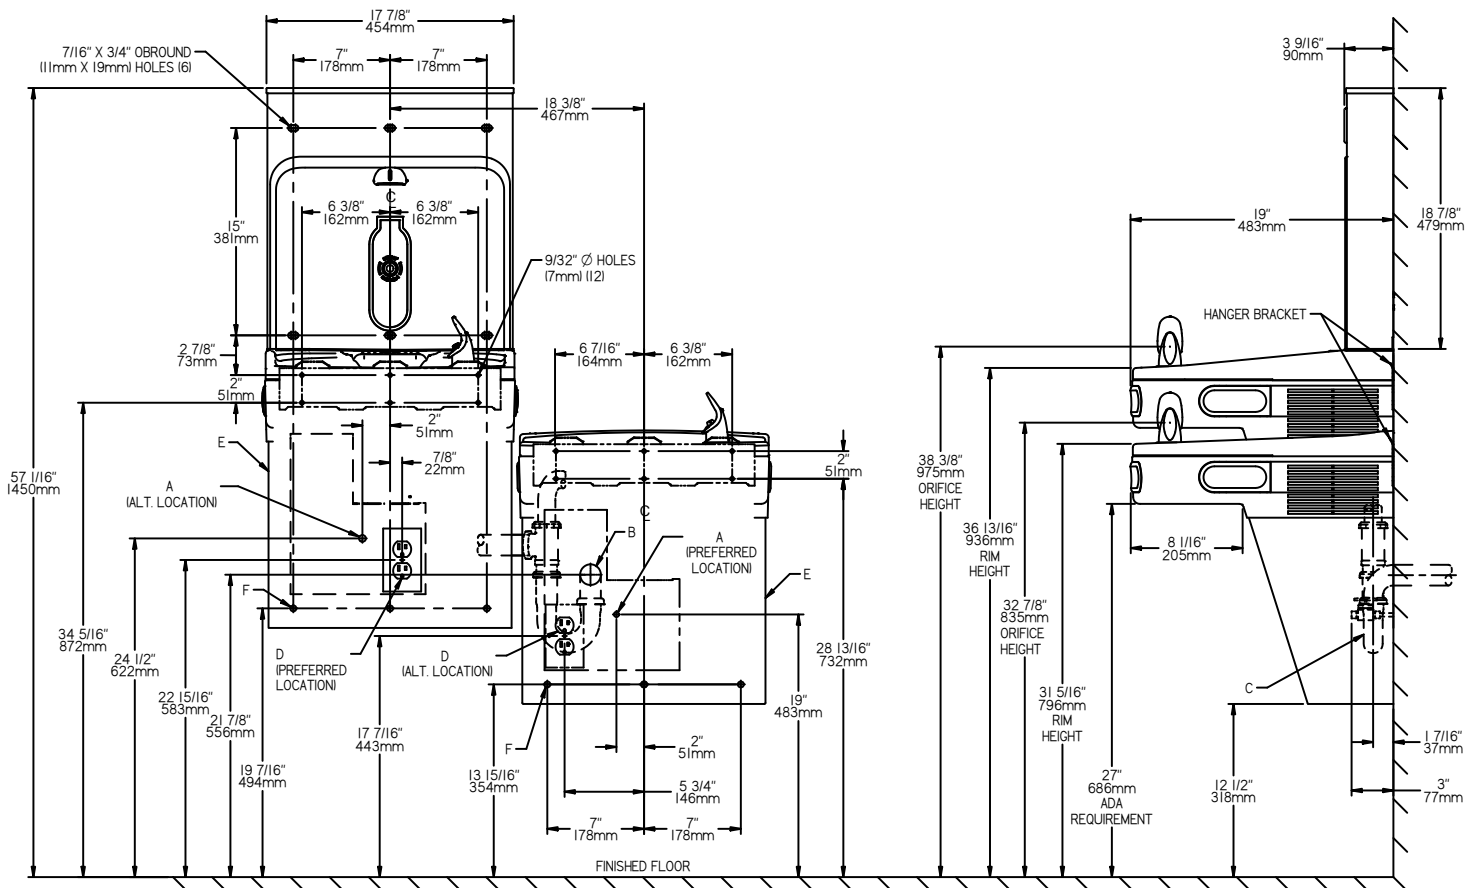 17 7/8"
454mm
7/16" X 3/4" OBROUND
(11mm X 19mm) HOLES (6)
7"
178mm
7"
178mm
18 3/8"
467mm
3 9/16"
90mm
15"
381mm
C
L
6 3/8"
162mm
6 3/8"
162mm
9/32" Ø HOLES
(7mm) (12)
19"
483mm
18 7/8"
479mm
HANGER BRACKET
2 7/8"
73mm
2"
51mm
6 7/16"
164mm
6 3/8"
162mm
2"
51mm
7/8"
22mm
2"
51mm
E
A
(ALT. LOCATION)
57 1/16"
1450mm
C
L
B
A
(PREFERRED
LOCATION)
E
F
D
(PREFERRED
LOCATION)
D
(ALT. LOCATION)
34 5/16"
872mm
24 1/2"
622mm
22 15/16"
583mm
21 7/8"
556mm
19 7/16"
494mm
17 7/16"
443mm
F
13 15/16"
354mm
28 13/16"
732mm
19"
483mm
2"
51mm
5 3/4"
146mm
7"
178mm
7"
178mm
FINISHED FLOOR
38 3/8"
975mm
ORIFICE
HEIGHT
36 13/16"
936mm
RIM
HEIGHT
32 7/8"
835mm
ORIFICE
HEIGHT
31 5/16"
796mm
RIM
HEIGHT
27"
686mm
ADA
REQUIREMENT
8 1/16"
205mm
C
12 1/2"
318mm
1 7/16"
37mm
3"
77mm